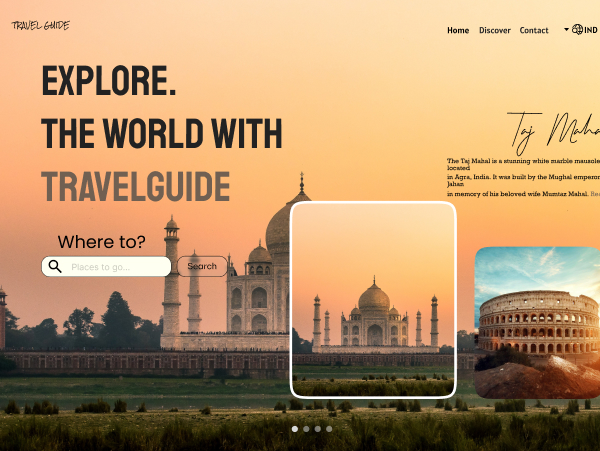 TRAVEL GUIDE
Home Discover Contact IND
EXPLORE.
THE WORLD WITH
TRAVELGUIDE
Taj Maha
The Taj Mahal is a stunning white marble mausole
located
in Agra, India. It was built by the Mughal emperor
Jahan
in memory of his beloved wife Mumtaz Mahal. Rea
Where to?
Places to go...
Search